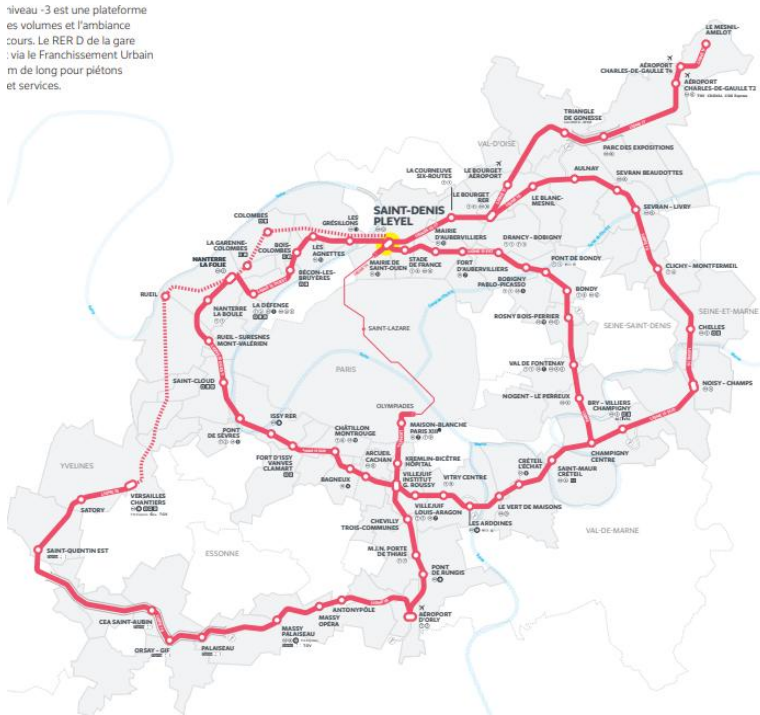 niveau -3 est une plateforme
es volumes et l'ambiance
cours. Le RER D de la gare
via le Franchissement Urbain
m de long pour piétons
et services.
LE MESNIL-
AMELOT
AÉROPORT
CHARLES-DE-GAULLE T4
AÉROPORT
CHARLES-DE-GAULLE T2
TRIANGLE
DE GONESSE
VAL-D'OISE
PARC DES EXPOSITIONS
LA COURNEUVE
SIX-ROUTES
LE BOURGET
AÉROPORT
AULNAY
SEVRAN BEAUDOTTES
LE BOURGET
RER
LE BLANC-
MESNIL
SEVRAN - LIVRY
SAINT-DENIS
PLEYEL
COLOMBES
LES
GRÉSILLONS
MAIRIE
D'AUBERVILLIERS
DRANCY - BOBIGNY
LA GARENNE-
COLOMBES
BOIS-
COLOMBES
LES
AGNETTES
MAIRIE DE
SAINT-OUEN
STADE
DE FRANCE
FORT
D'AUBERVILLIERS
PONT DE BONDY
NANTERRE
LA FOLIE
BÉCON-LES-
BRUYÈRES
BOBIGNY
PABLO-PICASSO
CLICHY - MONTFERMEIL
RUEIL
NANTERRE
LA BOULE
LA DÉFENSE
BONDY
SEINE-ET-MARNE
ROSNY BOIS-PERRIER
SEINE-SAINT-DENIS
CHELLES
RUEIL - SURESNES
MONT-VALÉRIEN
SAINT-LAZARE
PARIS
VAL DE FONTENAY
SAINT-CLOUD
NOGENT - LE PERREUX
NOISY - CHAMPS
OLYMPIADES
BRY - VILLIERS
CHAMPIGNY
PONT
DE SÈVRES
ISSY RER
CHÂTILLON
MONTROUGE
MAISON-BLANCHE
PARIS XIIIe
CHAMPIGNY
CENTRE
FORT D'ISSY
VANVES
CLAMART
ARCUEIL
CACHAN
KREMLIN-BICÊTRE
HÔPITAL
CRÉTEIL
L'ÉCHAT
SAINT-MAUR
CRÉTEIL
YVELINES
BAGNEUX
VILLEJUIF
INSTITUT
G. ROUSSY
VITRY CENTRE
VERSAILLES
CHANTIERS
SATORY
VILLEJUIF
LOUIS-ARAGON
LE VERT DE MAISONS
LES ARDOINES
CHEVILLY
TROIS-COMMUNES
VAL-DE-MARNE
SAINT-QUENTIN EST
ESSONNE
M.I.N. PORTE
DE THIAIS
PONT
DE RUNGIS
CEA SAINT-AUBIN
ANTONYPÔLE
AÉROPORT
D'ORLY
MASSY
OPÉRA
MASSY
PALAISEAU
ORSAY - GIF
PALAISEAU